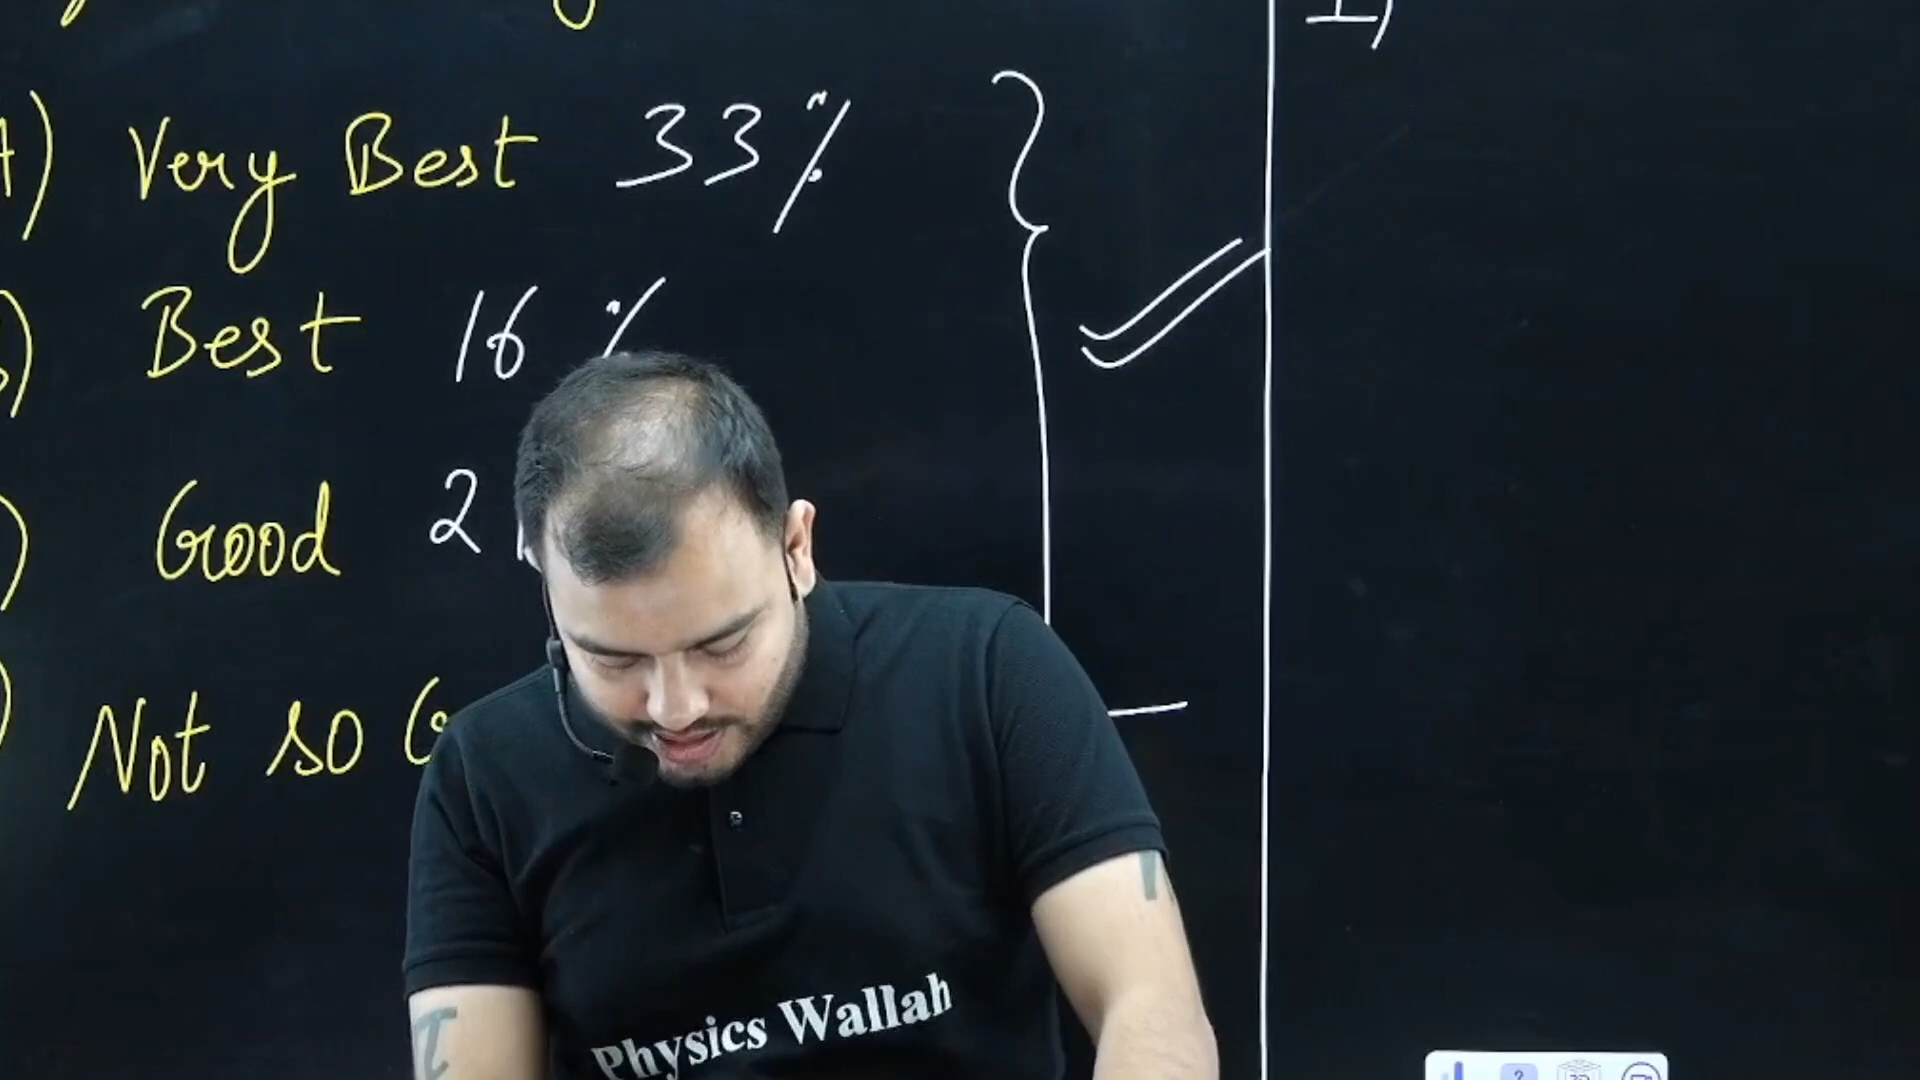 A) Very Best 33%
B) Best 16%
) Good 2
) Not so G
Physics Wallah